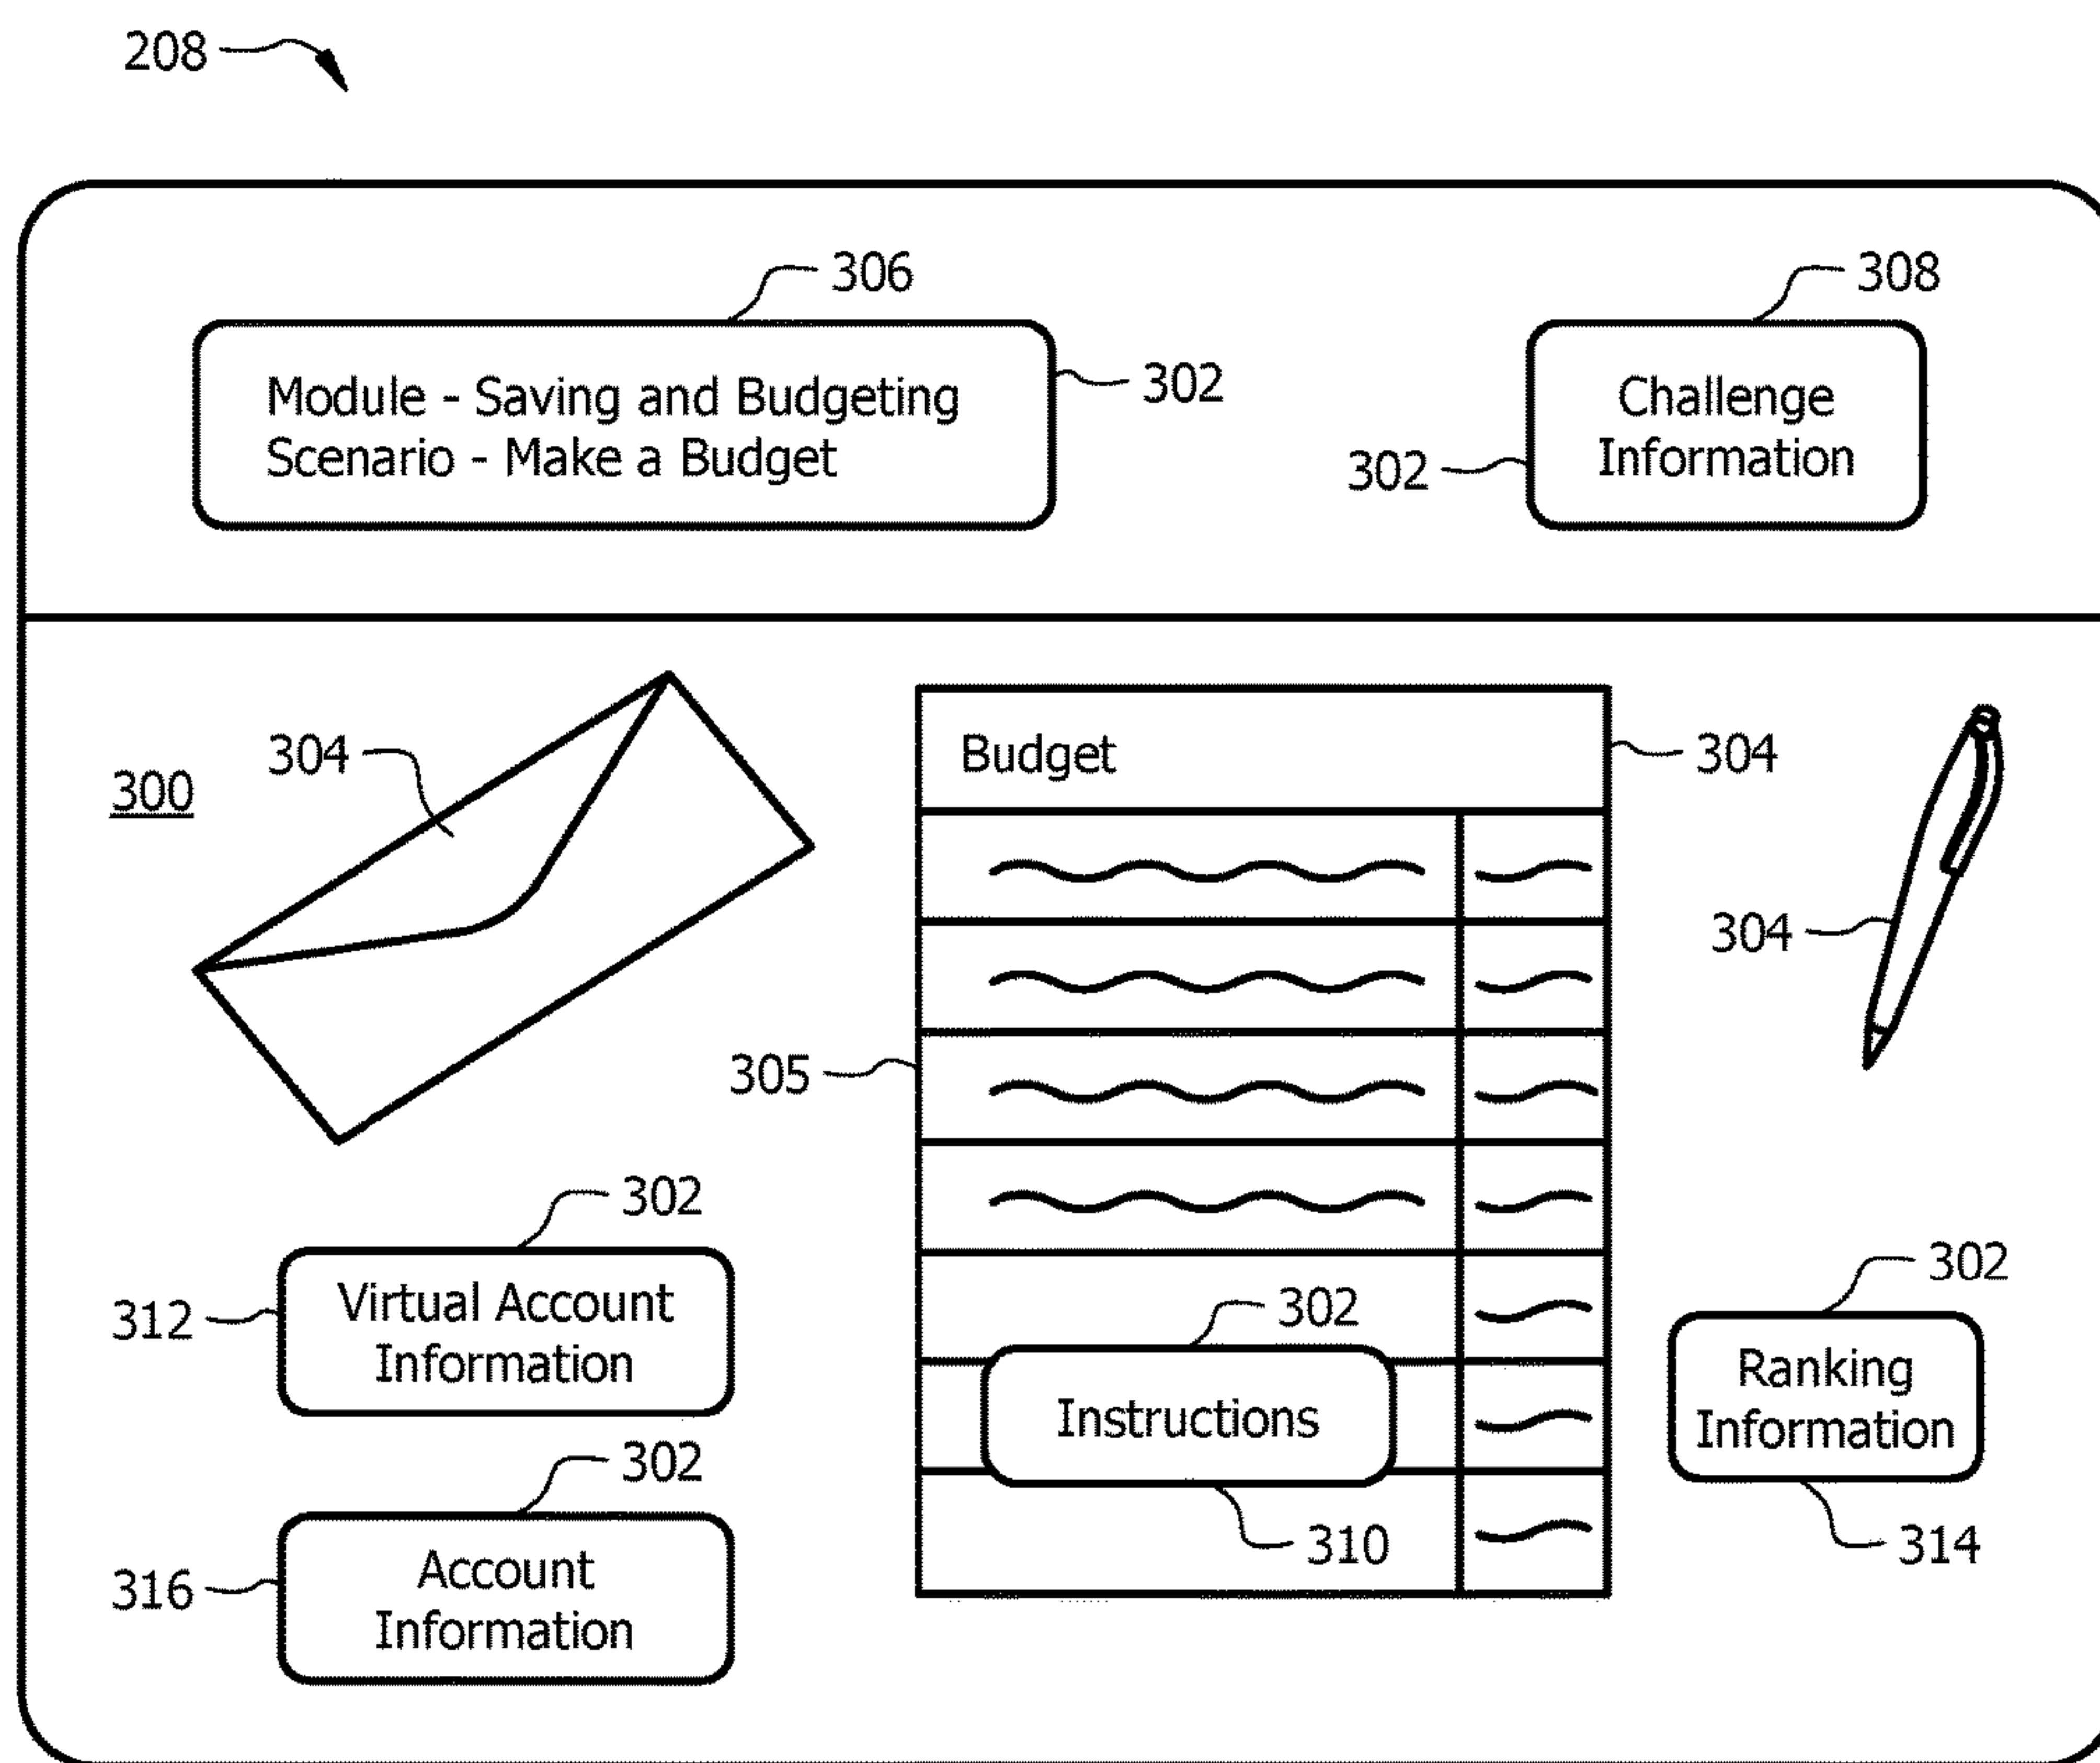 208
306
308
Module - Saving and Budgeting
Scenario - Make a Budget
302
Challenge
Information
302
300
304
Budget
304
304
305
302
Virtual Account
Information
312
302
Instructions
310
302
Ranking
Information
314
302
Account
Information
316